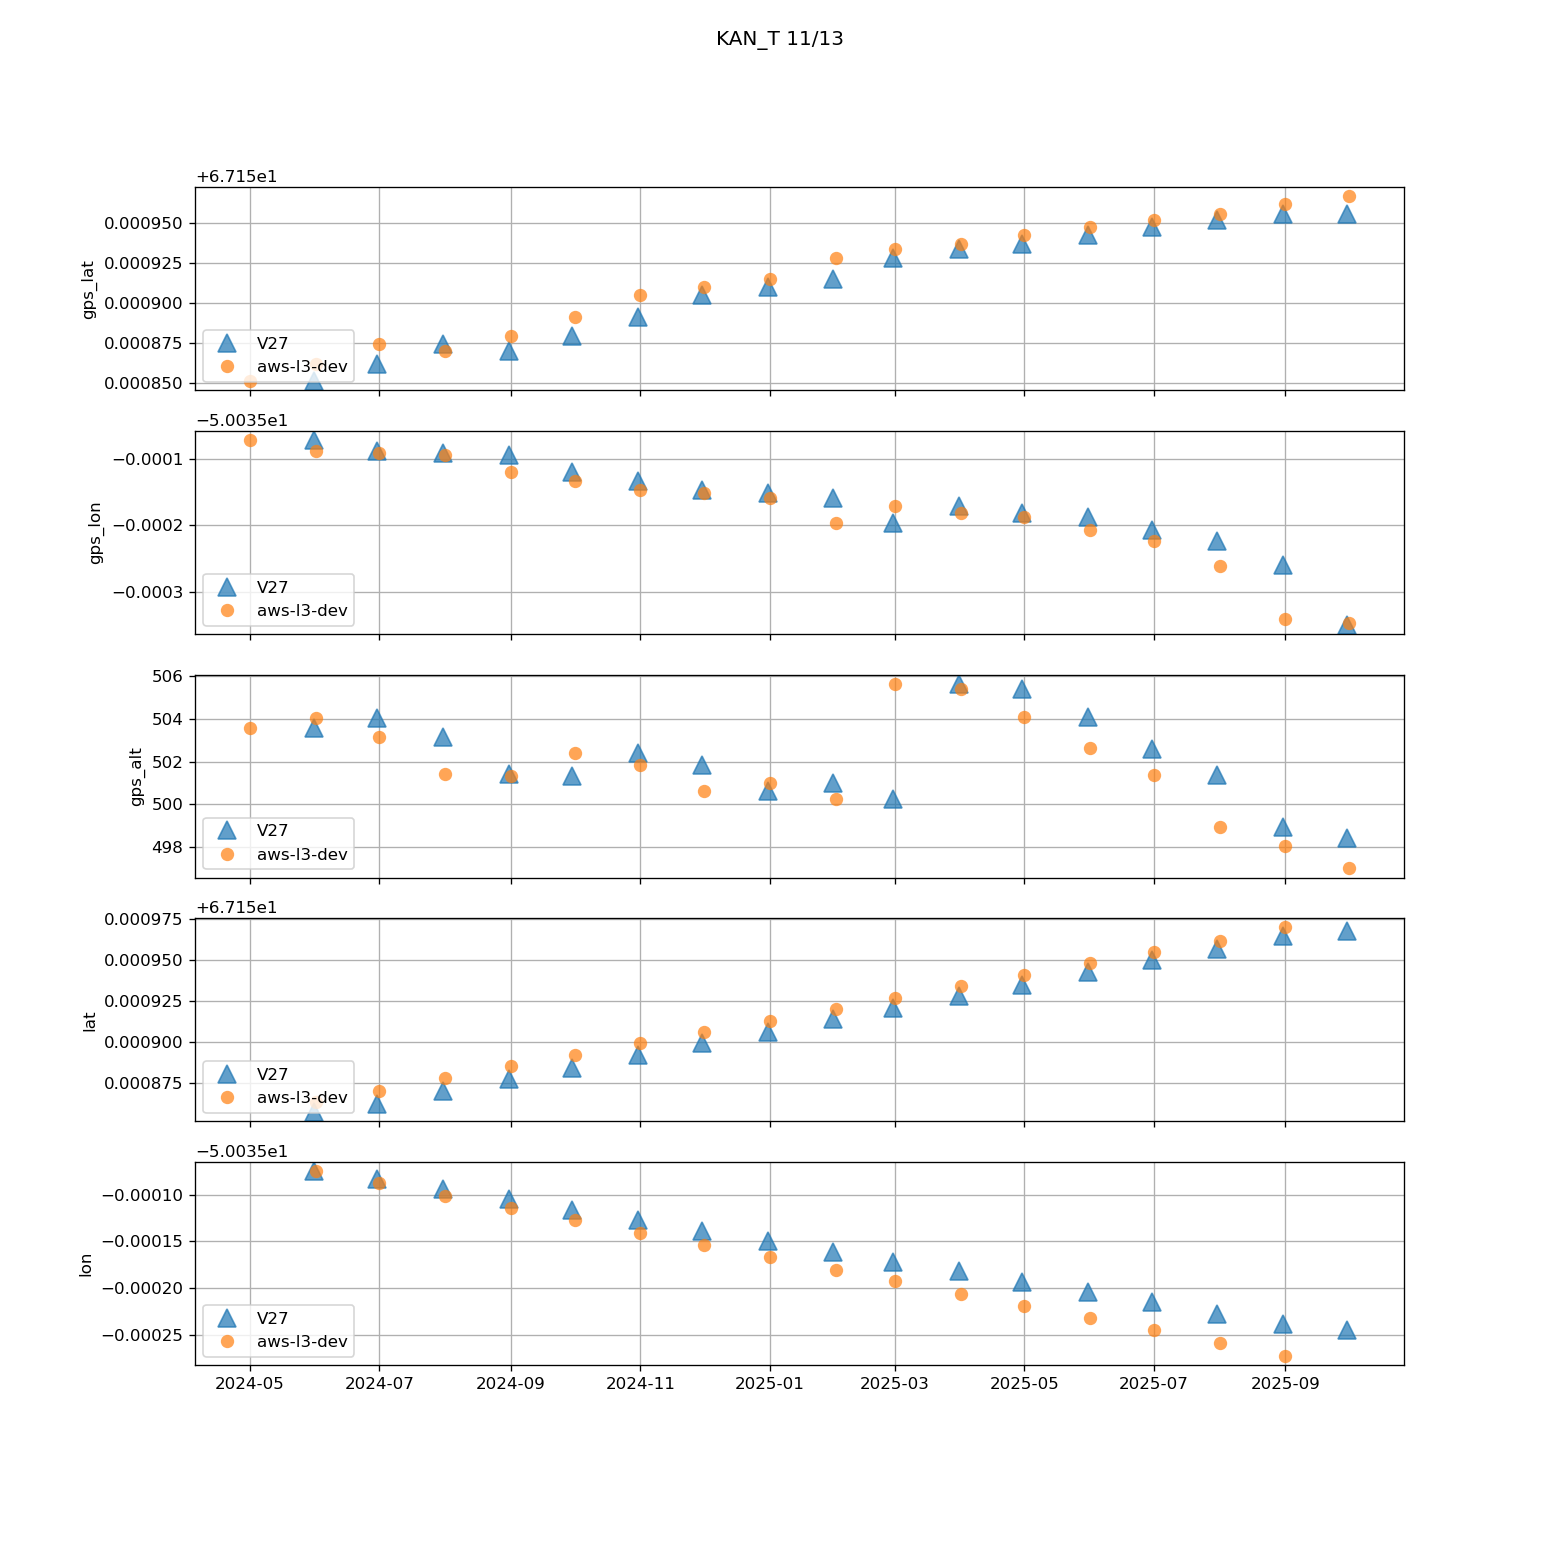 KAN_T 11/13
+6.715e1
0.000950
0.000925
0.000900
0.000875
0.000850
gps_lat
V27
aws-l3-dev
−5.0035e1
−0.0001
−0.0002
−0.0003
gps_lon
V27
aws-l3-dev
506
504
502
500
498
gps_alt
V27
aws-l3-dev
+6.715e1
0.000975
0.000950
0.000925
0.000900
0.000875
lat
V27
aws-l3-dev
−5.0035e1
−0.00010
−0.00015
−0.00020
−0.00025
lon
V27
aws-l3-dev
2024-05 2024-07 2024-09 2024-11 2025-01 2025-03 2025-05 2025-07 2025-09